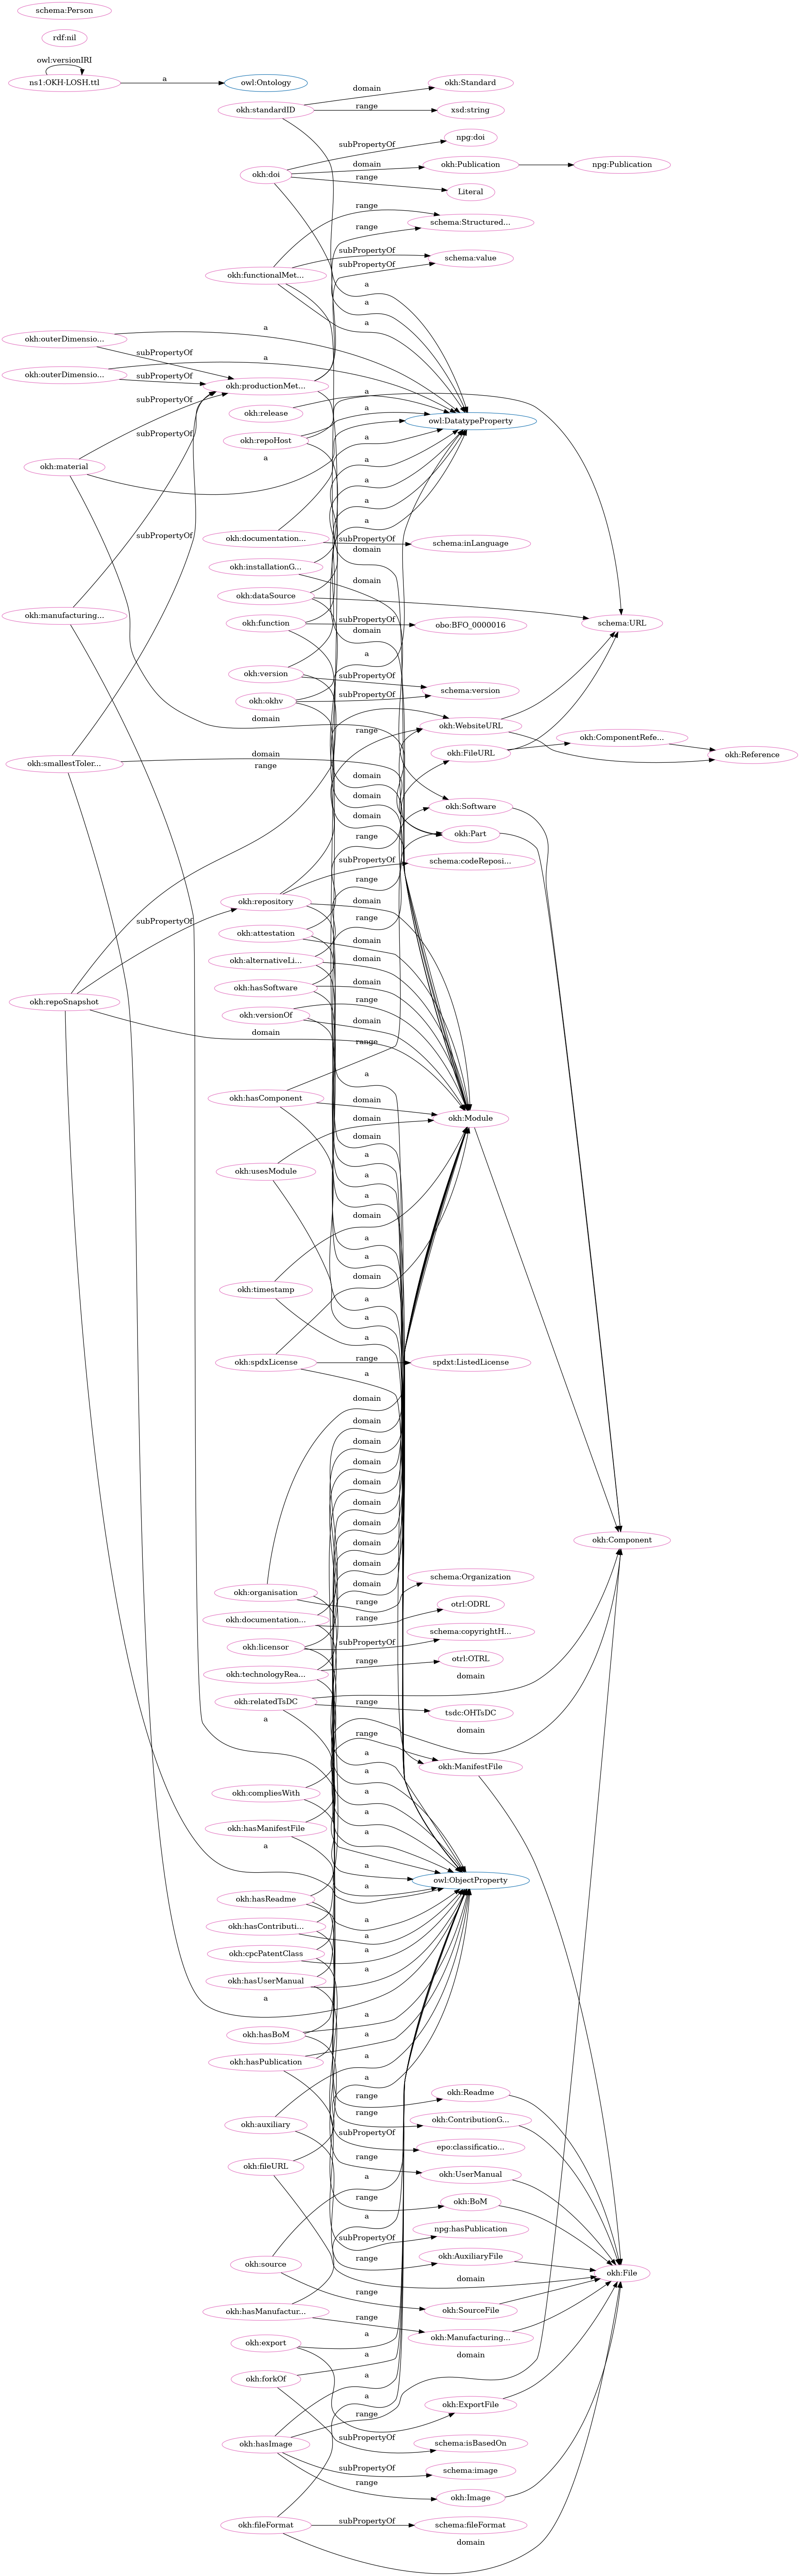 schema:Person
rdf:nil
owl:versionIRI
ns1:OKH-LOSH.ttl
a
owl:Ontology
okh:standardID
domain
okh:Standard
range
xsd:string
okh:doi
subPropertyOf
npg:doi
domain
okh:Publication
npg:Publication
range
Literal
okh:functionalMet...
range
schema:Structured...
range
subPropertyOf
schema:value
subPropertyOf
a
a
a
okh:outerDimensio...
a
subPropertyOf
okh:outerDimensio...
a
subPropertyOf
okh:productionMet...
subPropertyOf
a
okh:release
a
owl:DatatypeProperty
subPropertyOf
okh:repoHost
a
okh:material
a
a
a
a
a
okh:documentation...
subPropertyOf
schema:inLanguage
subPropertyOf
domain
okh:installationG...
domain
okh:dataSource
okh:manufacturing...
okh:function
subPropertyOf
obo:BFO_0000016
schema:URL
domain
a
okh:version
subPropertyOf
schema:version
okh:okhv
subPropertyOf
domain
okh:WebsiteURL
range
okh:ComponentRefe...
okh:FileURL
okh:Reference
domain
okh:smallestToler...
range
domain
domain
okh:Software
domain
range
okh:Part
subPropertyOf
schema:codeReposi...
range
okh:repository
domain
range
subPropertyOf
okh:attestation
domain
okh:alternativeLi...
domain
okh:hasSoftware
domain
okh:repoSnapshot
range
okh:versionOf
domain
domain
range
a
okh:hasComponent
domain
okh:Module
domain
okh:usesModule
domain
a
a
a
domain
a
a
domain
okh:timestamp
a
a
a
okh:spdxLicense
range
spdxt:ListedLicense
a
domain
domain
domain
domain
domain
domain
domain
domain
domain
okh:Component
okh:organisation
range
schema:Organization
okh:documentation...
range
otrl:ODRL
okh:licensor
subPropertyOf
schema:copyrightH...
okh:technologyRea...
range
otrl:OTRL
domain
okh:relatedTsDC
range
tsdc:OHTsDC
a
domain
range
a
okh:ManifestFile
a
okh:compliesWith
a
a
okh:hasManifestFile
a
a
a
owl:ObjectProperty
a
okh:hasReadme
a
okh:hasContributi...
a
okh:cpcPatentClass
a
okh:hasUserManual
a
a
a
okh:hasBoM
a
okh:hasPublication
a
a
range
okh:Readme
range
okh:ContributionG...
okh:auxiliary
subPropertyOf
epo:classificatio...
range
okh:UserManual
okh:fileURL
a
range
okh:BoM
a
npg:hasPublication
subPropertyOf
range
okh:AuxiliaryFile
okh:source
domain
okh:File
range
okh:SourceFile
okh:hasManufactur...
range
okh:Manufacturing...
a
okh:export
a
domain
okh:forkOf
a
a
range
okh:ExportFile
okh:hasImage
subPropertyOf
schema:isBasedOn
subPropertyOf
schema:image
range
okh:Image
okh:fileFormat
subPropertyOf
schema:fileFormat
domain